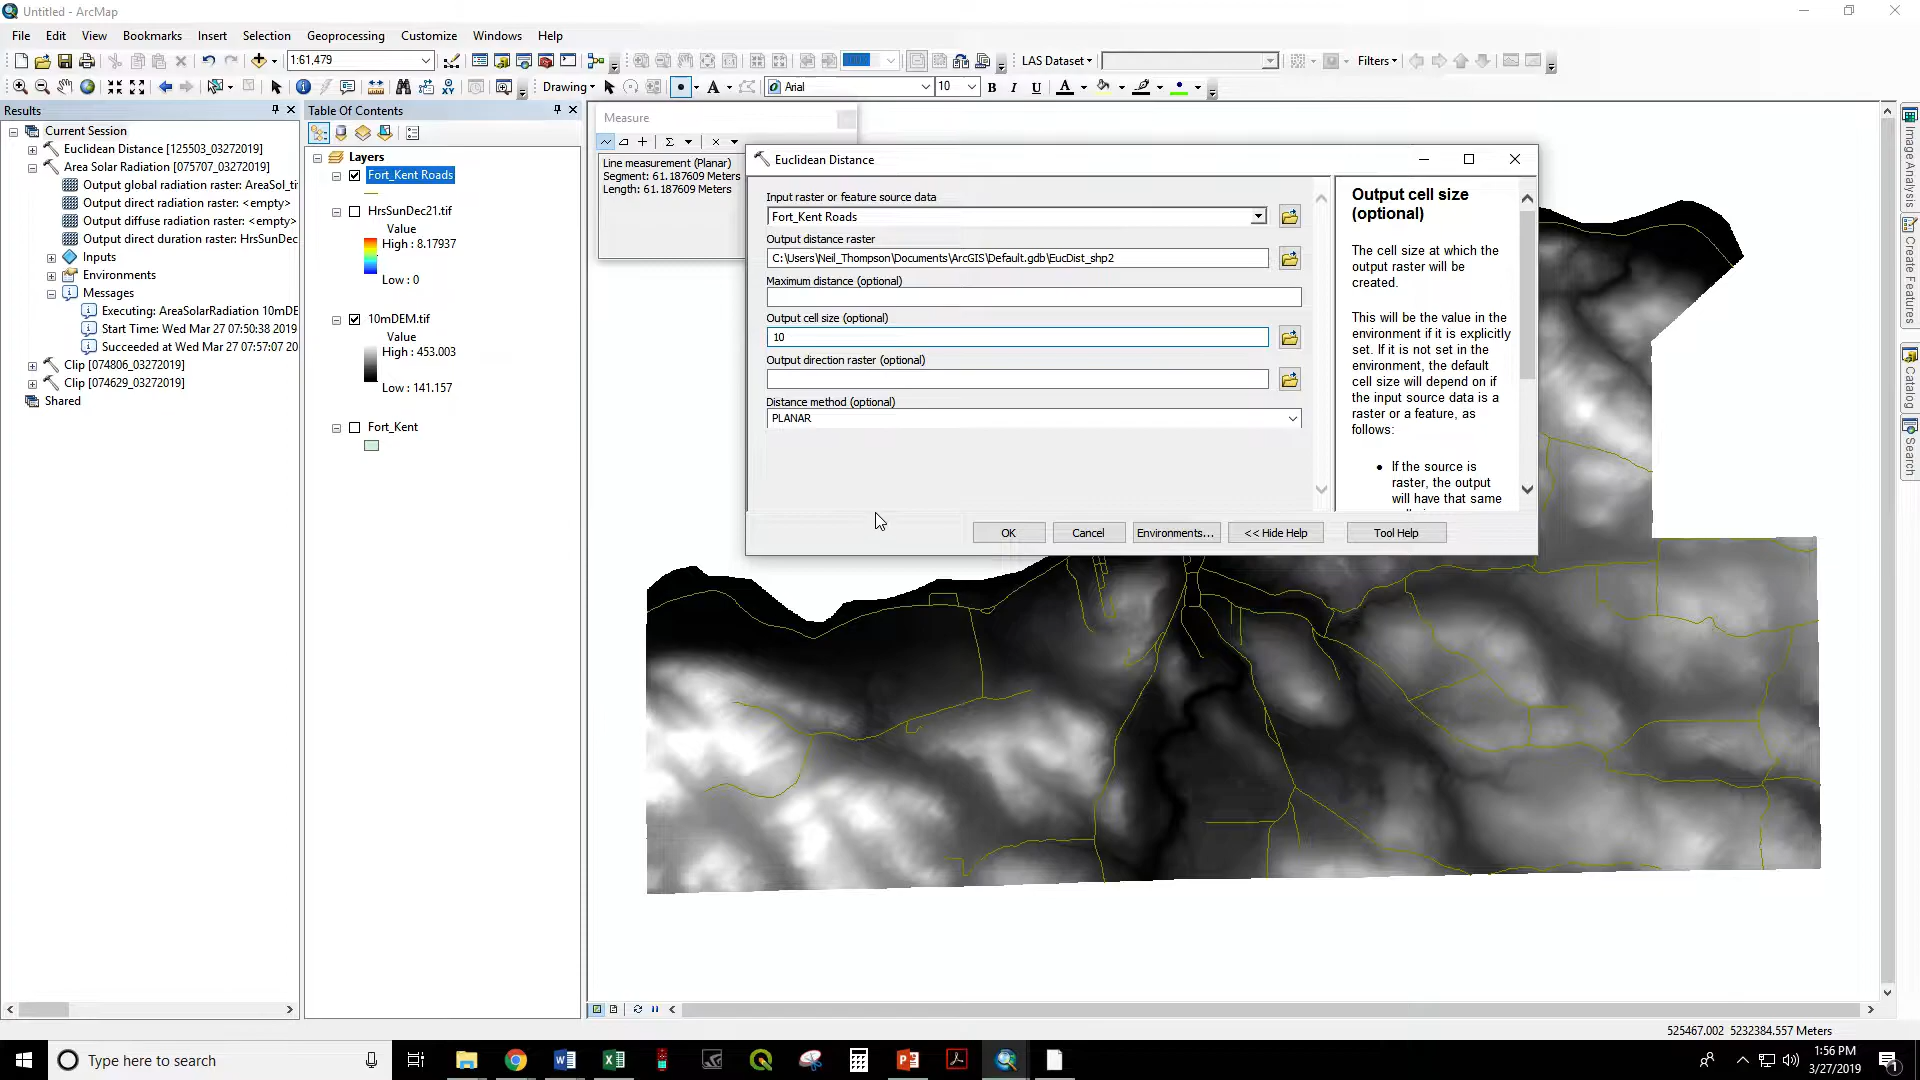 Untitled - ArcMap
File Edit View Bookmarks Insert Selection Geoprocessing Customize Windows Help
1:61,479
LAS Dataset
Filters
Drawing
Arial
10
B I U A
Results
Current Session
Euclidean Distance [125503_03272019]
Area Solar Radiation [075707_03272019]
Output global radiation raster: AreaSol_tif
Output direct radiation raster: <empty>
Output diffuse radiation raster: <empty>
Output direct duration raster: HrsSunDec
Inputs
Environments
Messages
Executing: AreaSolarRadiation 10mDE
Start Time: Wed Mar 27 07:50:38 2019
Succeeded at Wed Mar 27 07:57:07 20
Clip [074806_03272019]
Clip [074629_03272019]
Shared
Table Of Contents
Layers
Fort_Kent Roads
HrsSunDec21.tif
Value
High : 8.17937
Low : 0
10mDEM.tif
Value
High : 453.003
Low : 141.157
Fort_Kent
Measure
Line measurement (Planar)
Segment: 61.187609 Meters
Length: 61.187609 Meters
Euclidean Distance
Input raster or feature source data
Fort_Kent Roads
Output distance raster
C:\Users\Neil_Thompson\Documents\ArcGIS\Default.gdb\EucDist_shp2
Maximum distance (optional)
Output cell size (optional)
10
Output direction raster (optional)
Distance method (optional)
PLANAR
OK
Cancel
Environments...
<< Hide Help
Tool Help
Output cell size
(optional)
The cell size at which the
output raster will be
created.
This will be the value in the
environment if it is explicitly
set. If it is not set in the
environment, the default
cell size will depend on if
the input source data is a
raster or a feature, as
follows:
• If the source is
raster, the output
will have that same
Image Analysis
Create Features
Catalog
Search
525467.002 5232384.557 Meters
Type here to search
1:56 PM
3/27/2019
1